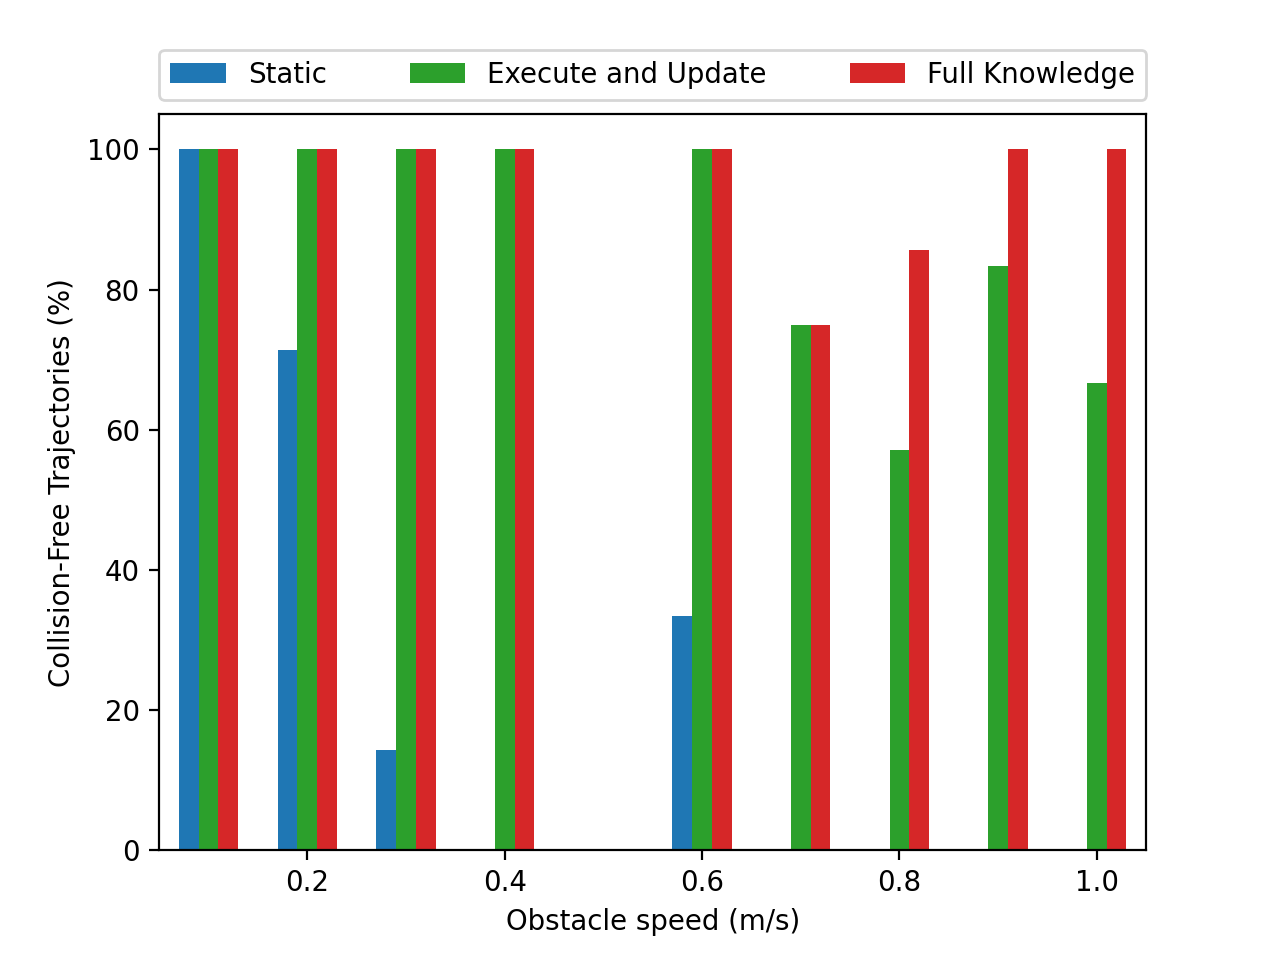 Static Execute and Update Full Knowledge
100
80
60
40
20
0
Collision-Free Trajectories (%)
0.2 0.4 0.6 0.8 1.0
Obstacle speed (m/s)